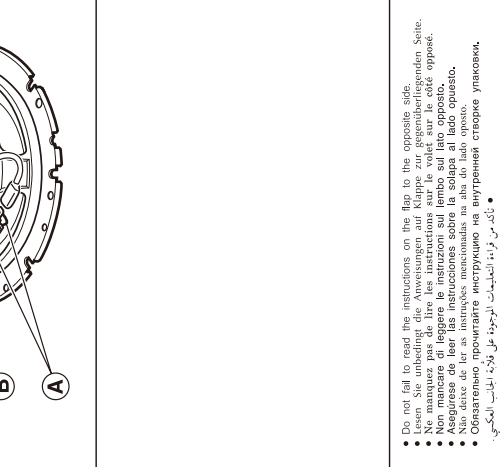 B
A
● Do not fail to read the instructions on the flap to the opposite side.
● Lesen Sie unbedingt die Anweisungen auf Klappe zur gegenüberliegenden Seite.
● Ne manquez pas de lire les instructions sur le volet sur le côté opposé.
● Non mancare di leggere le instruzioni sul lembo sul lato opposto.
● Asegúrese de leer las instrucciones sobre la solapa al lado opuesto.
● Não deixe de ler as instruções mencionadas na aba do lado oposto.
● Обязательно прочитайте инструкцию на внутренней створке упаковки.
● تأكد من قراءة التعليمات الموجودة على قلابة الجانب العكسي.